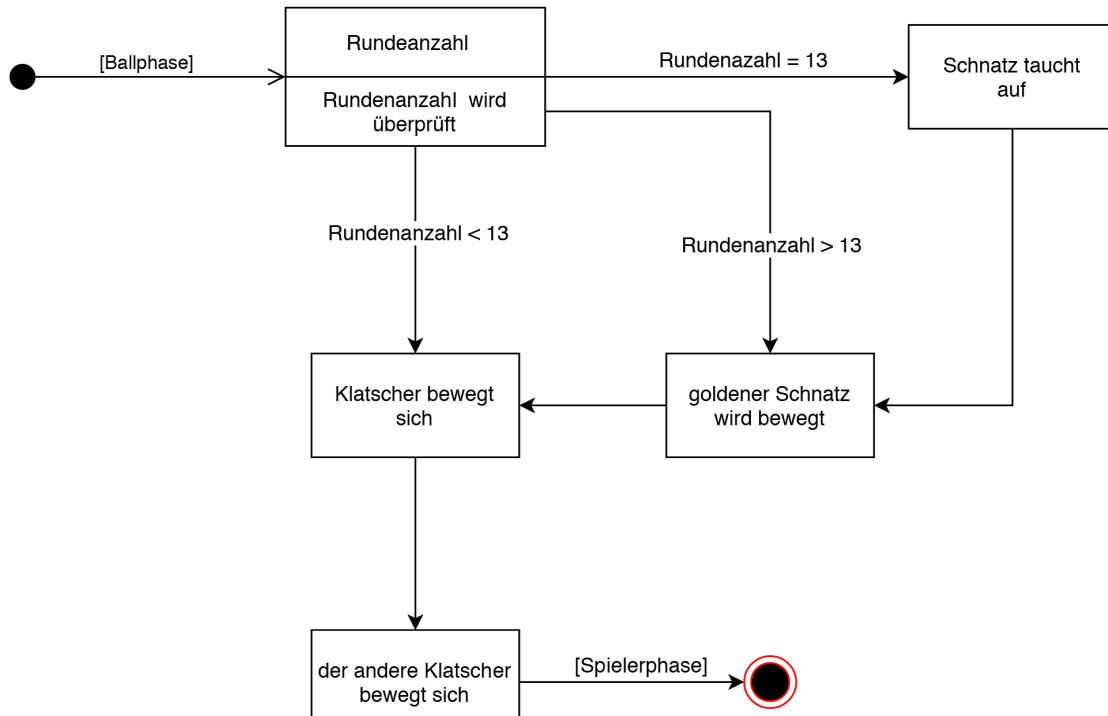 [Ballphase]
Rundeanzahl
Rundenanzahl wird
überprüft
Rundenazahl = 13
Schnatz taucht
auf
Rundenanzahl < 13
Rundenanzahl > 13
Klatscher bewegt
sich
goldener Schnatz
wird bewegt
der andere Klatscher
bewegt sich
[Spielerphase]